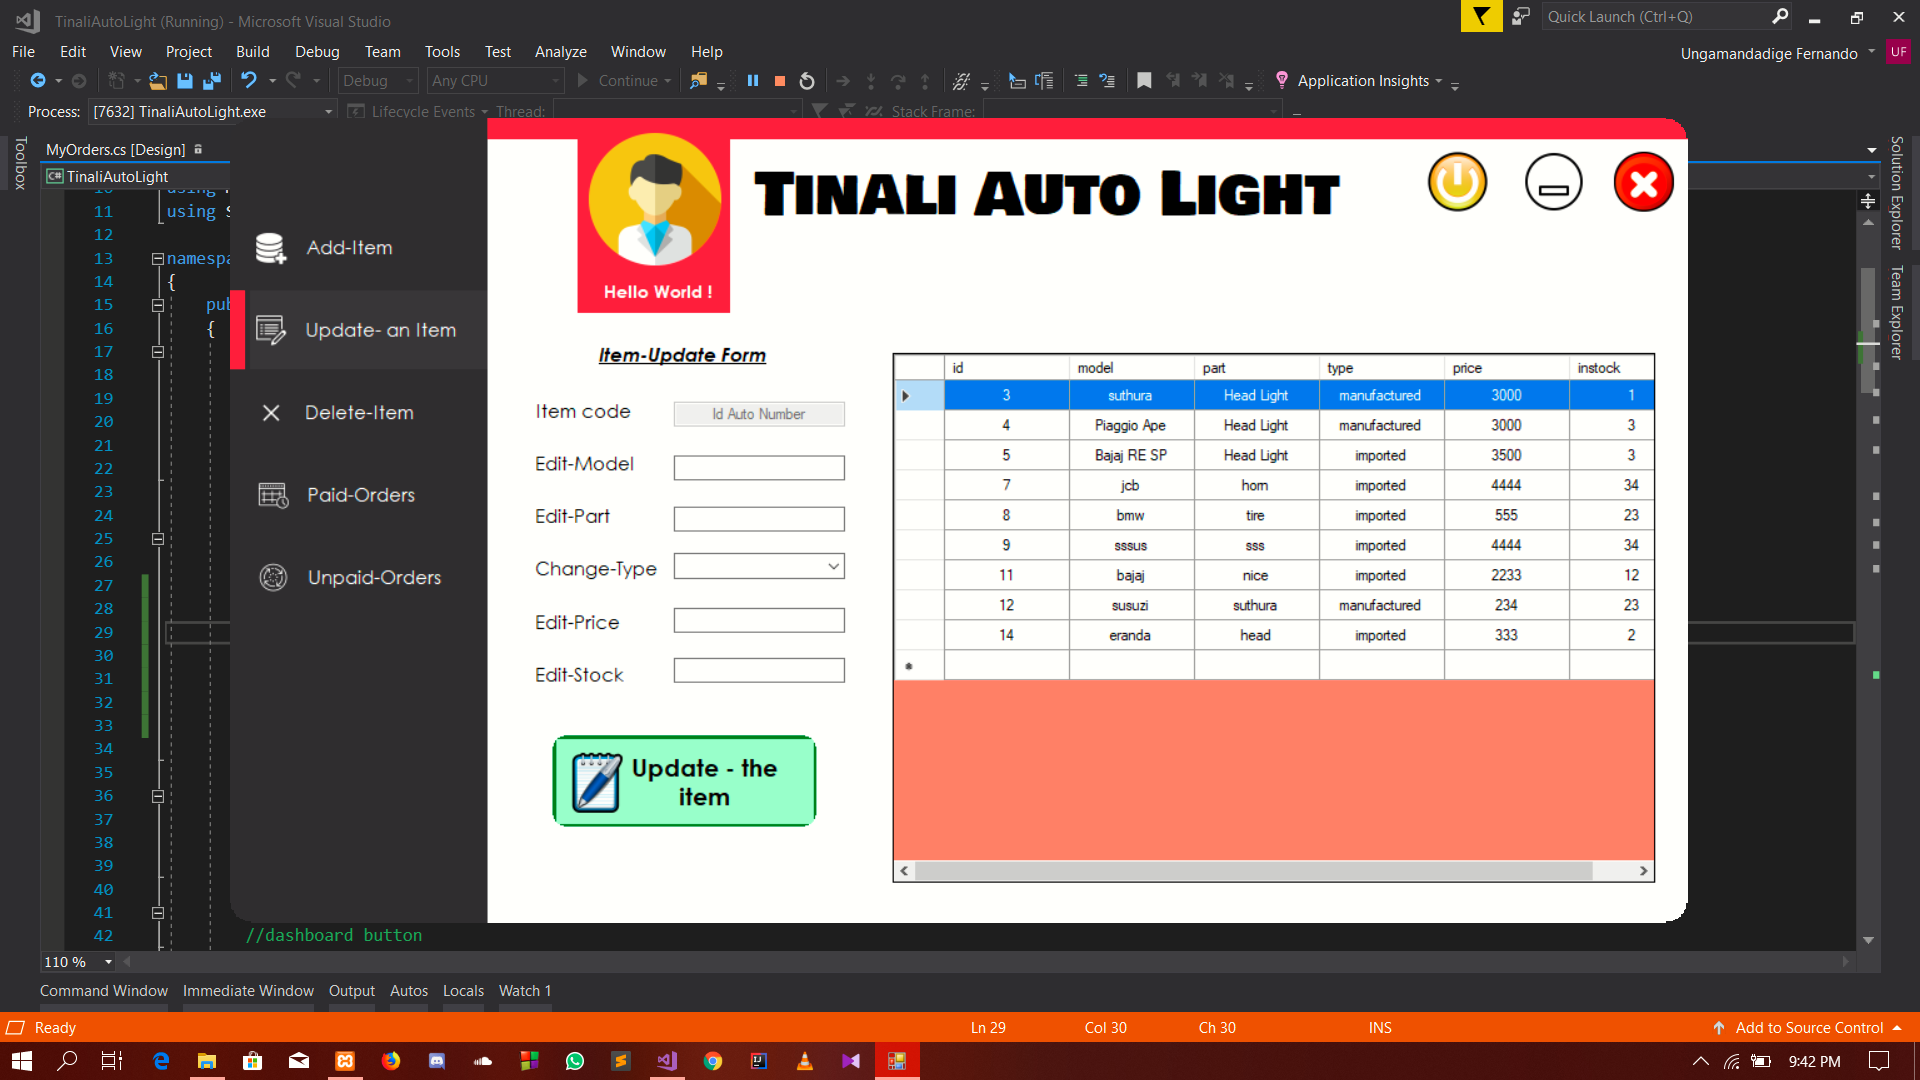 TinaliAutoLight (Running) - Microsoft Visual Studio
Quick Launch (Ctrl+Q)
File Edit View Project Build Debug Team Tools Test Analyze Window Help
Ungamandadige Fernando UF
Debug Any CPU Continue Application Insights
Process: [7632] TinaliAutoLight.exe Lifecycle Events Thread: Stack Frame:
Toolbox
MyOrders.cs [Design]
C# TinaliAutoLight
Solution Explorer
Team Explorer
11 using
12
13 namespa
14 {
15 pub
16 {
17
18
19
20
21
22
23
24
25
26
27
28
29
30
31
32
33
34
35
36
37
38
39
40
41
42 //dashboard button
Add-Item
Update- an Item
Delete-Item
Paid-Orders
Unpaid-Orders
Hello World !
Tinali Auto Light
Item-Update Form
Item code Id Auto Number
Edit-Model
Edit-Part
Change-Type
Edit-Price
Edit-Stock
Update - the
item
id model part type price instock
3 suthura Head Light manufactured 3000 1
4 Piaggio Ape Head Light manufactured 3000 3
5 Bajaj RE SP Head Light imported 3500 3
7 jcb horn imported 4444 34
8 bmw tire imported 555 23
9 sssus sss imported 4444 34
11 bajaj nice imported 2233 12
12 susuzi suthura manufactured 234 23
14 eranda head imported 333 2
110 %
Command Window Immediate Window Output Autos Locals Watch 1
Ready Ln 29 Col 30 Ch 30 INS Add to Source Control
9:42 PM